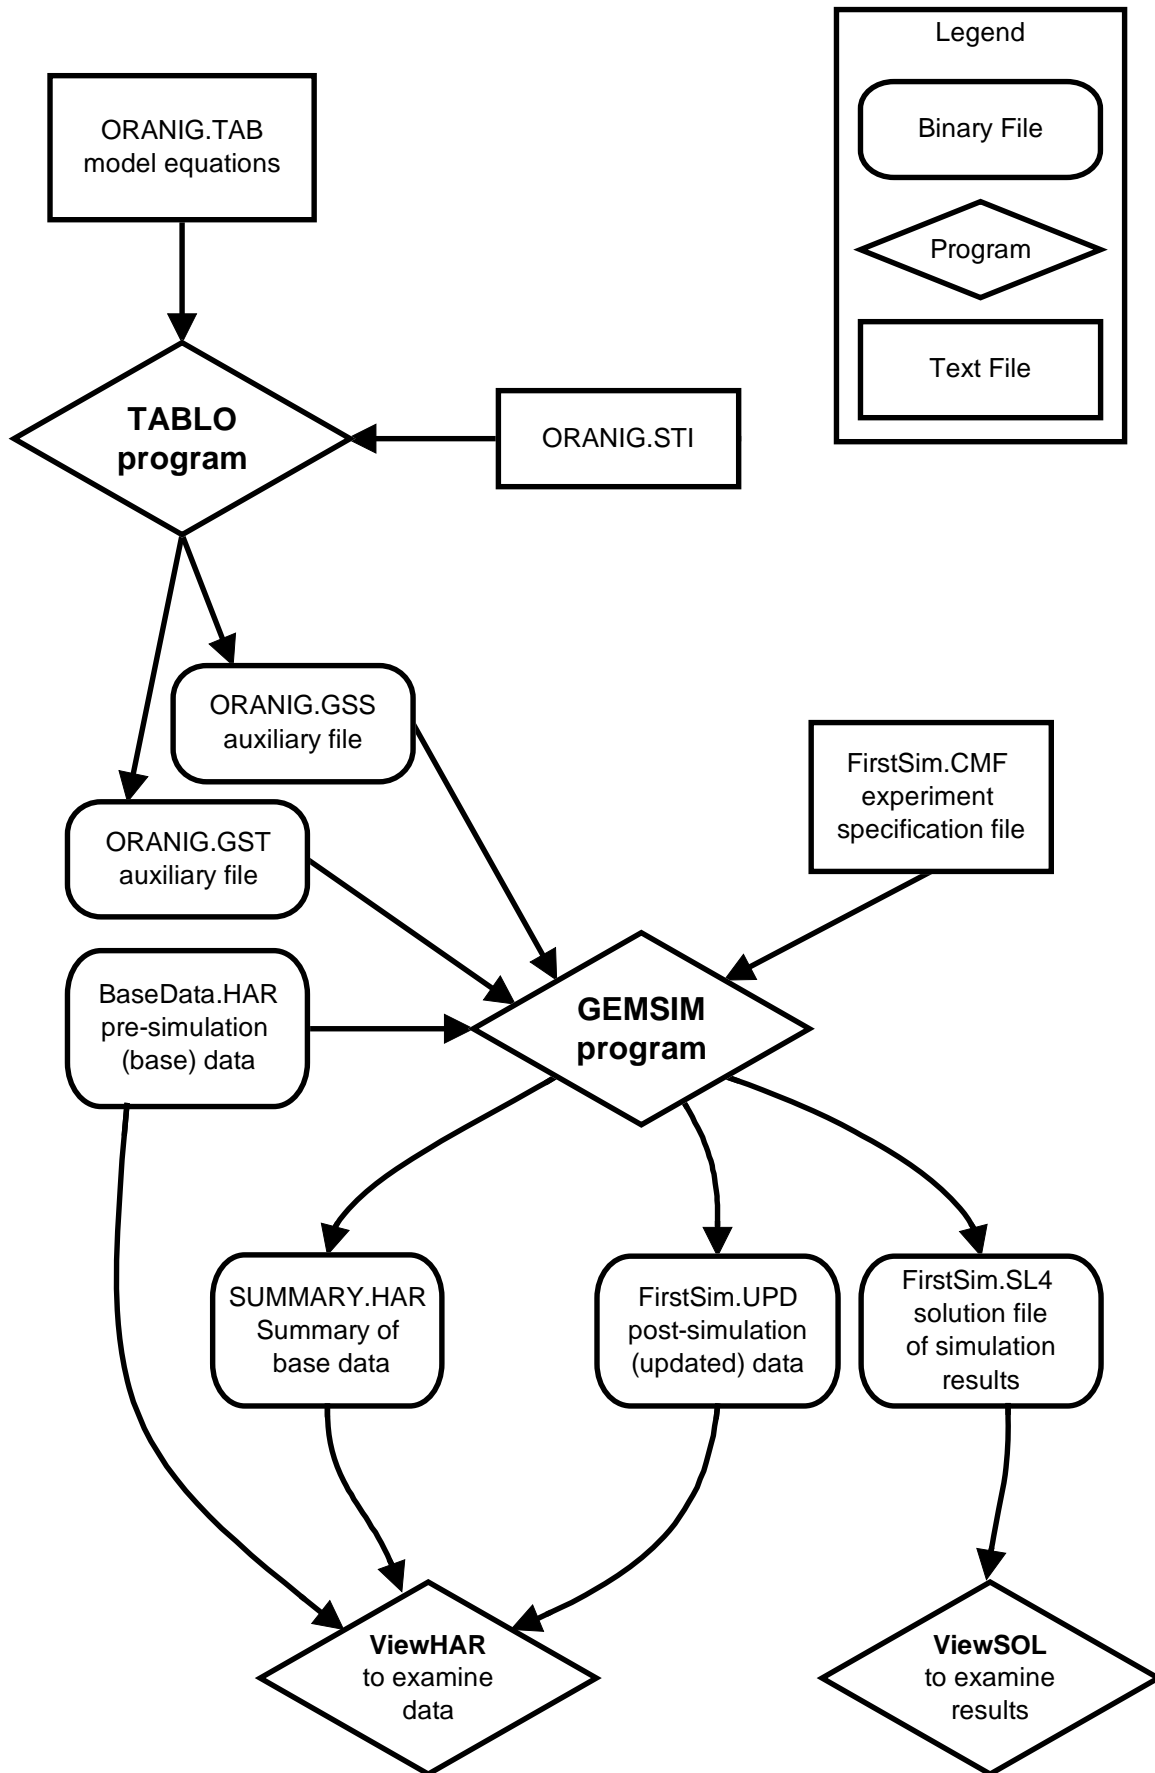 Legend
Binary File
Program
Text File
ORANIG.TAB
model equations
TABLO
program
ORANIG.STI
ORANIG.GSS
auxiliary file
ORANIG.GST
auxiliary file
FirstSim.CMF
experiment
specification file
BaseData.HAR
pre-simulation
(base) data
GEMSIM
program
SUMMARY.HAR
Summary of
base data
FirstSim.UPD
post-simulation
(updated) data
FirstSim.SL4
solution file
of simulation
results
ViewHAR
to examine
data
ViewSOL
to examine
results